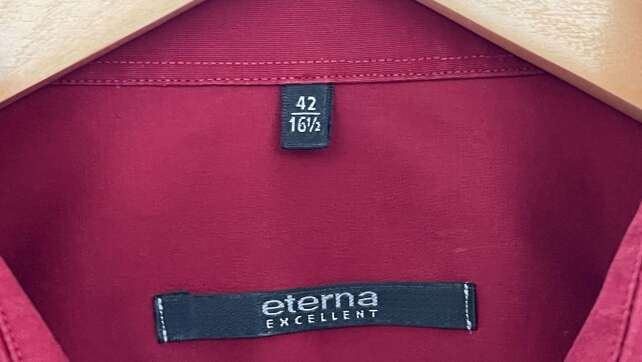 42
16½
eterna
EXCELLENT